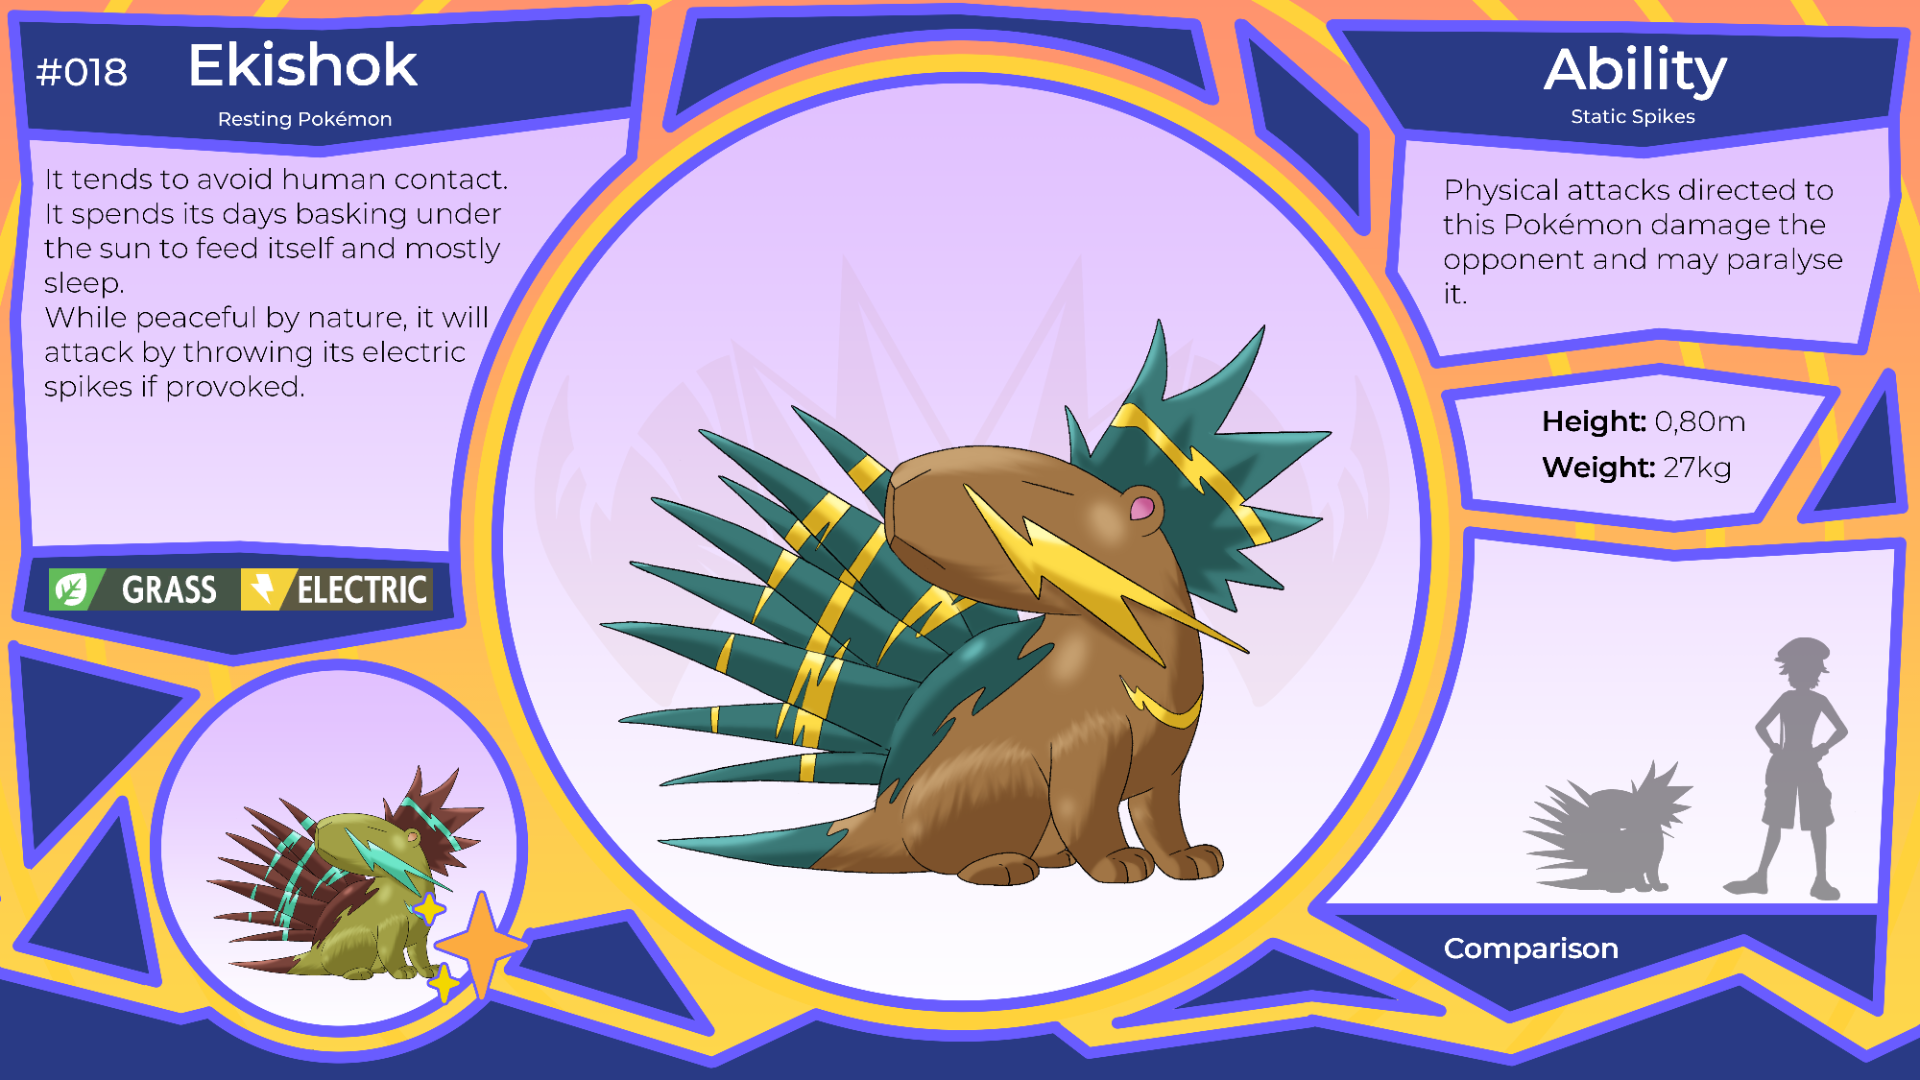 #018
Ekishok
Resting Pokémon
It tends to avoid human contact.
It spends its days basking under
the sun to feed itself and mostly
sleep.
While peaceful by nature, it will
attack by throwing its electric
spikes if provoked.
GRASS
ELECTRIC
Ability
Static Spikes
Physical attacks directed to
this Pokémon damage the
opponent and may paralyse
it.
Height: 0,80m
Weight: 27kg
Comparison